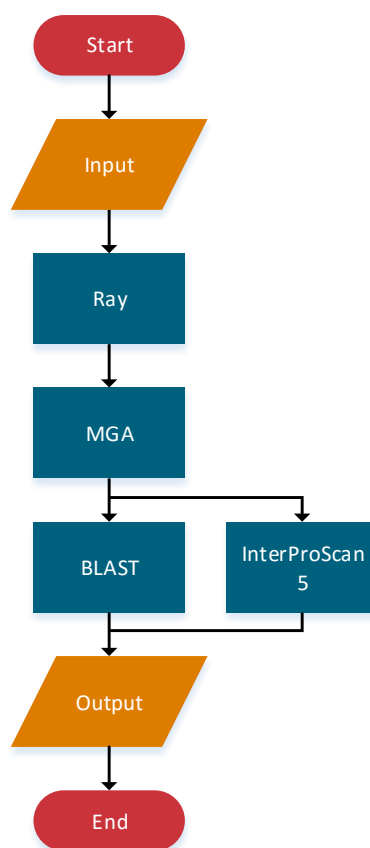 Start
Input
Ray
MGA
BLAST
InterProScan
5
Output
End